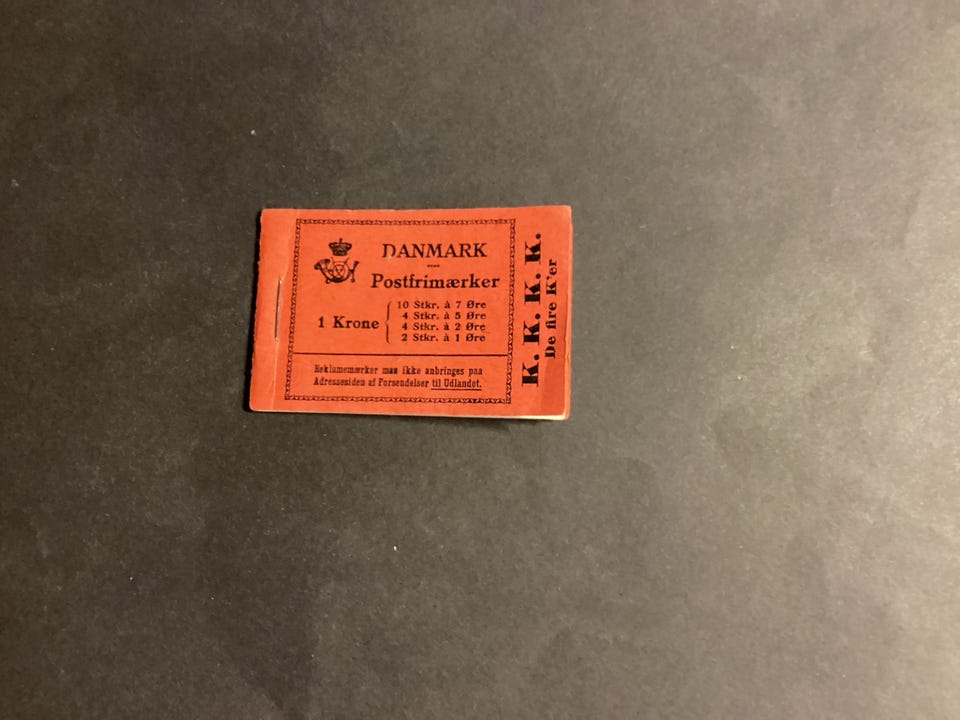 DANMARK
Postfrimærker
1 Krone
10 Stkr. à 7 Øre
4 Stkr. à 5 Øre
4 Stkr. à 2 Øre
2 Stkr. à 1 Øre
Reklamemærker maa ikke anbringes paa
Adressesiden af Forsendelser til Udlandet.
K. K. K. K.
De fire K'er